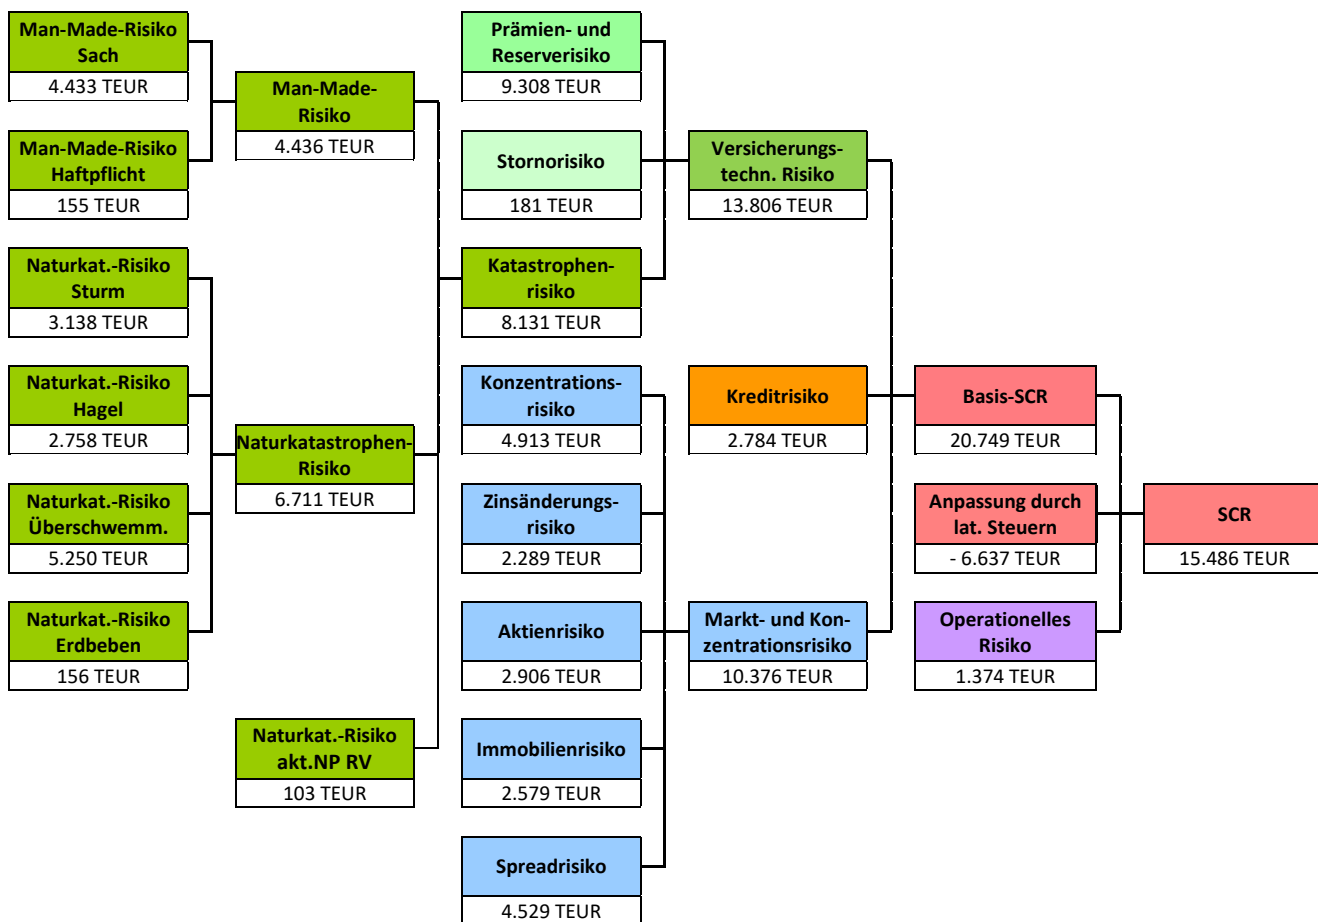 Man-Made-Risiko
Sach
4.433 TEUR
Man-Made-Risiko
Haftpflicht
155 TEUR
Naturkat.-Risiko
Sturm
3.138 TEUR
Naturkat.-Risiko
Hagel
2.758 TEUR
Naturkat.-Risiko
Überschwemm.
5.250 TEUR
Naturkat.-Risiko
Erdbeben
156 TEUR
Man-Made-
Risiko
4.436 TEUR
Naturkatastrophen-
Risiko
6.711 TEUR
Naturkat.-Risiko
akt.NP RV
103 TEUR
Prämien- und
Reserverisiko
9.308 TEUR
Stornorisiko
181 TEUR
Katastrophen-
risiko
8.131 TEUR
Konzentrations-
risiko
4.913 TEUR
Zinsänderungs-
risiko
2.289 TEUR
Aktienrisiko
2.906 TEUR
Immobilienrisiko
2.579 TEUR
Spreadrisiko
4.529 TEUR
Versicherungs-
techn. Risiko
13.806 TEUR
Kreditrisiko
2.784 TEUR
Markt- und Kon-
zentrationsrisiko
10.376 TEUR
Basis-SCR
20.749 TEUR
Anpassung durch
lat. Steuern
- 6.637 TEUR
Operationelles
Risiko
1.374 TEUR
SCR
15.486 TEUR